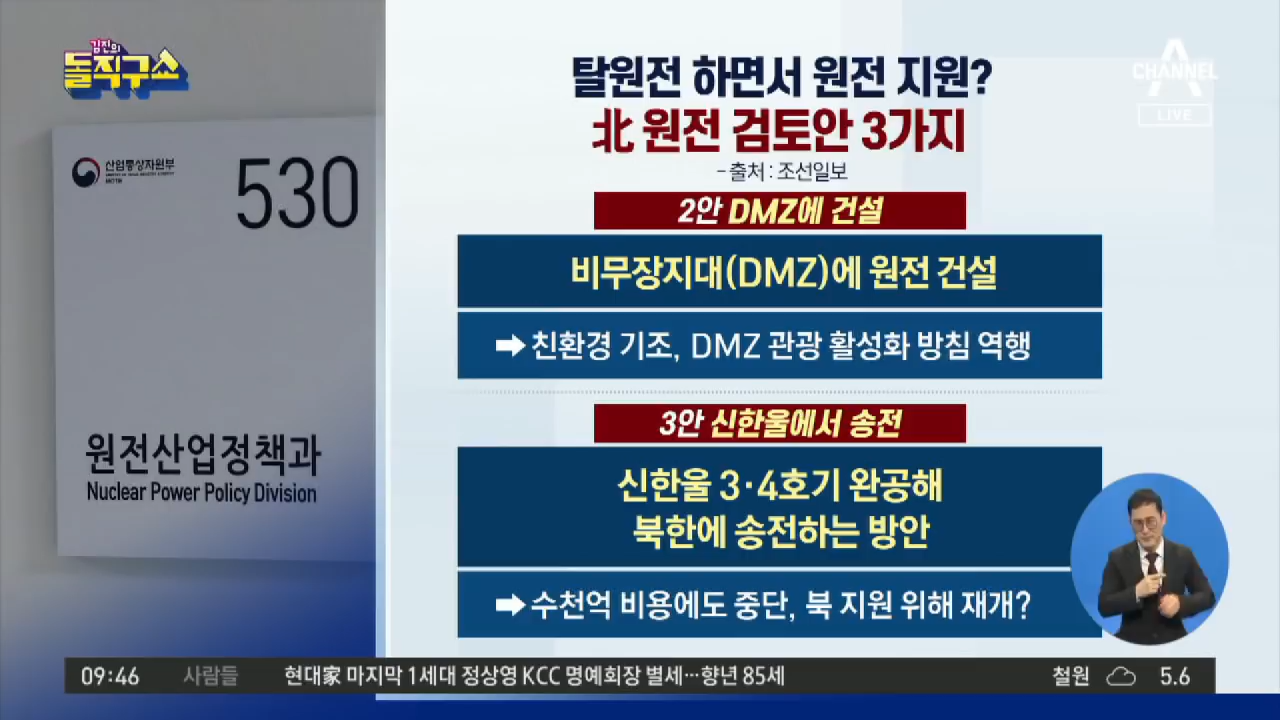 김진의
돌직구쇼
CHANNEL
LIVE
탈원전 하면서 원전 지원?
北 원전 검토안 3가지
-출처 : 조선일보
산업통상자원부
530
원전산업정책과
Nuclear Power Policy Division
2안 DMZ에 건설
비무장지대(DMZ)에 원전 건설
➡ 친환경 기조, DMZ 관광 활성화 방침 역행
3안 신한울에서 송전
신한울 3·4호기 완공해
북한에 송전하는 방안
➡ 수천억 비용에도 중단, 북 지원 위해 재개?
09:46 사람들 현대家 마지막 1세대 정상영 KCC 명예회장 별세…향년 85세 철원 5.6